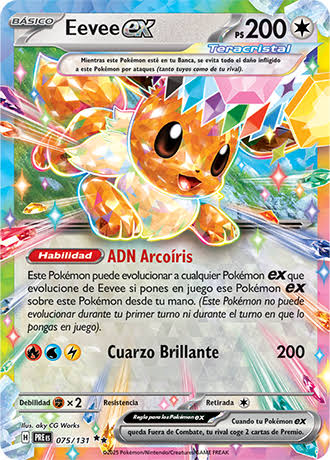 BÁSICO Eevee ex PS 200
Teracristal
Mientras este Pokémon esté en tu Banca, se evita todo el daño infligido
a este Pokémon por ataques (tanto tuyos como de tu rival).
Habilidad ADN Arcoíris
Este Pokémon puede evolucionar a cualquier Pokémon ex que
evolucione de Eevee si pones en juego ese Pokémon ex
sobre este Pokémon desde tu mano. (Este Pokémon no puede
evolucionar durante tu primer turno ni durante el turno en que lo
pongas en juego).
Cuarzo Brillante 200
Debilidad ×2 Resistencia Retirada
Regla para los Pokémon ex
Cuando tu Pokémon ex
queda Fuera de Combate, tu rival coge 2 cartas de Premio.
Ilus. aky CG Works
H PRE ES 075/131
©2025 Pokémon/Nintendo/Creatures/GAME FREAK